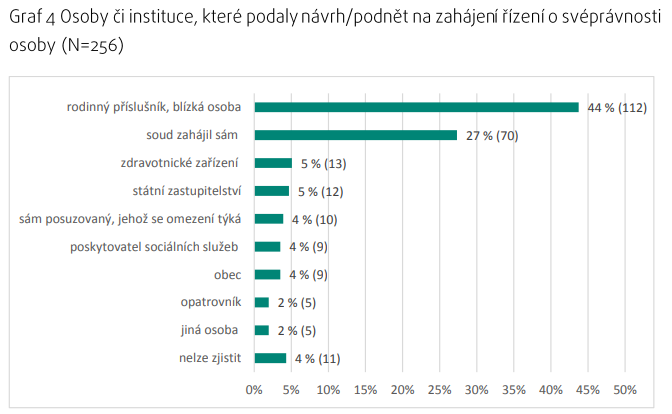 Graf 4 Osoby či instituce, které podaly návrh/podnět na zahájení řízení o svéprávnosti
osoby (N=256)
rodinný příslušník, blízká osoba 44 % (112)
soud zahájil sám 27 % (70)
zdravotnické zařízení 5 % (13)
státní zastupitelství 5 % (12)
sám posuzovaný, jehož se omezení týká 4 % (10)
poskytovatel sociálních služeb 4 % (9)
obec 4 % (9)
opatrovník 2 % (5)
jiná osoba 2 % (5)
nelze zjistit 4 % (11)
0% 5% 10% 15% 20% 25% 30% 35% 40% 45% 50%